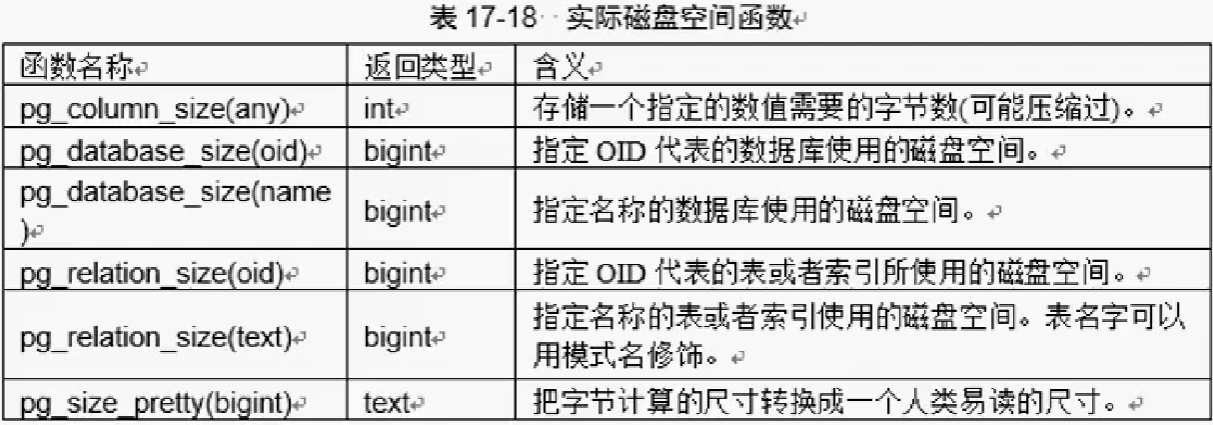 表 17-18 实际磁盘空间函数
函数名称 返回类型 含义
pg_column_size(any) int 存储一个指定的数值需要的字节数(可能压缩过)。
pg_database_size(oid) bigint 指定 OID 代表的数据库使用的磁盘空间。
pg_database_size(name
) bigint 指定名称的数据库使用的磁盘空间。
pg_relation_size(oid) bigint 指定 OID 代表的表或者索引所使用的磁盘空间。
pg_relation_size(text) bigint 指定名称的表或者索引使用的磁盘空间。表名字可以
用模式名修饰。
pg_size_pretty(bigint) text 把字节计算的尺寸转换成一个人类易读的尺寸。